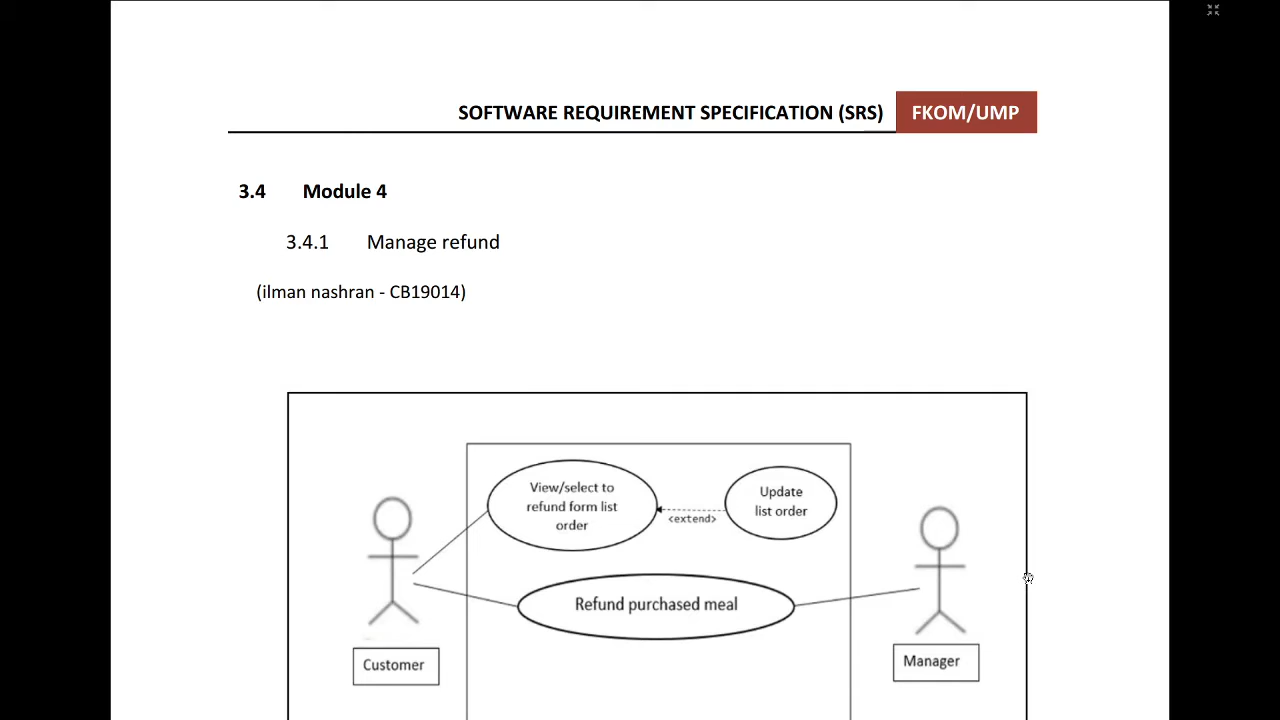 SOFTWARE REQUIREMENT SPECIFICATION (SRS) FKOM/UMP
3.4 Module 4
3.4.1 Manage refund
(ilman nashran - CB19014)
View/select to
refund form list
order
Update
list order
<extend>
Refund purchased meal
Customer
Manager